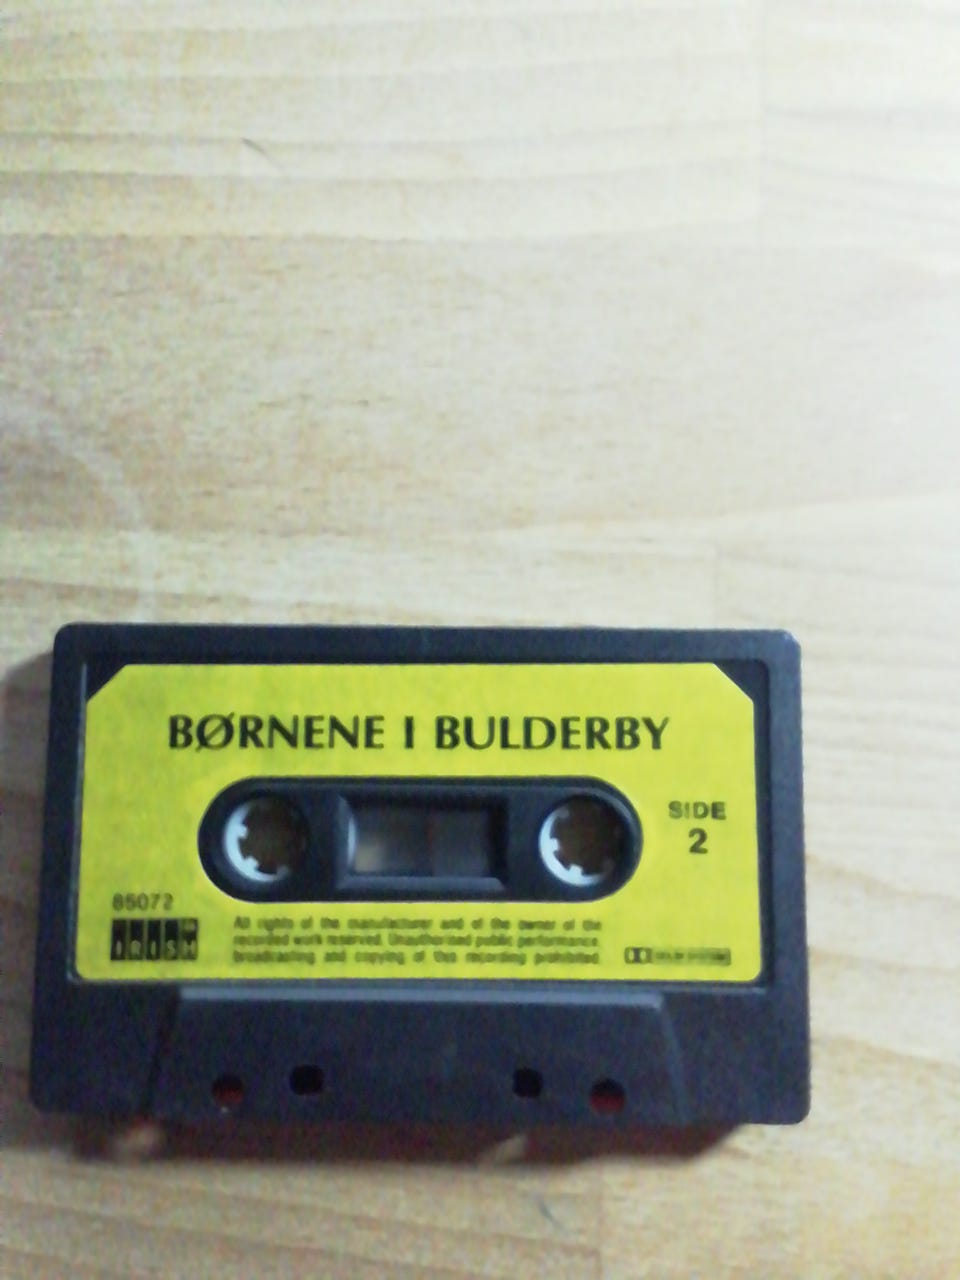 BØRNENE I BULDERBY
SIDE
2
85072
IRISH
All rights of the manufacturer and of the owner of the
recorded work reserved. Unauthorised public performance,
broadcasting and copying of this recording prohibited.